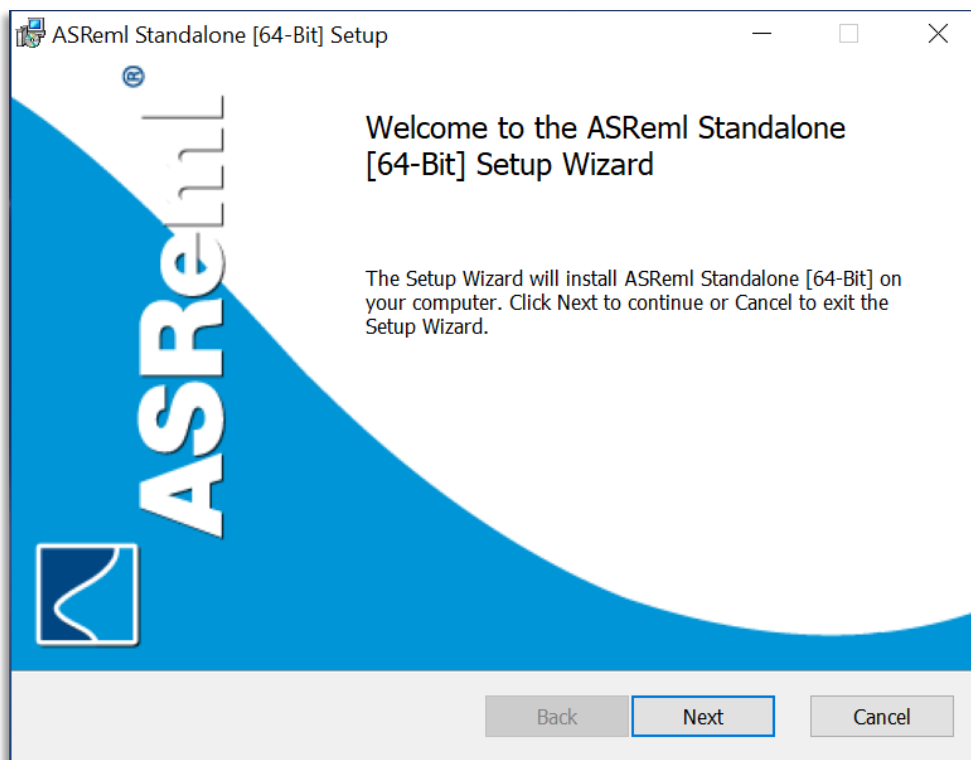 ASReml Standalone [64-Bit] Setup
ASReml®
Welcome to the ASReml Standalone
[64-Bit] Setup Wizard
The Setup Wizard will install ASReml Standalone [64-Bit] on
your computer. Click Next to continue or Cancel to exit the
Setup Wizard.
Back
Next
Cancel